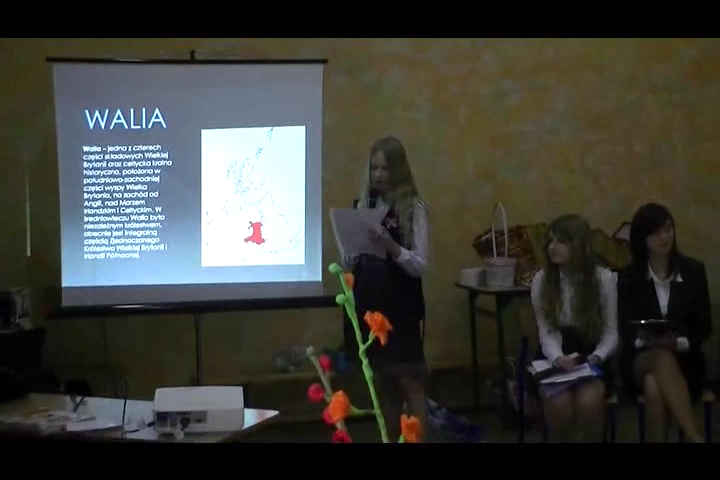 WALIA
Walia – jedna z czterech
części składowych Wielkiej
Brytanii oraz celtycka kraina
historyczna, położona w
południowo-zachodniej
części wyspy Wielka
Brytania, na zachód od
Anglii, nad Morzem
Irlandzkim i Celtyckim. W
średniowieczu Walia była
niezależnym królestwem,
obecnie jest integralną
częścią Zjednoczonego
Królestwa Wielkiej Brytanii i
Irlandii Północnej.